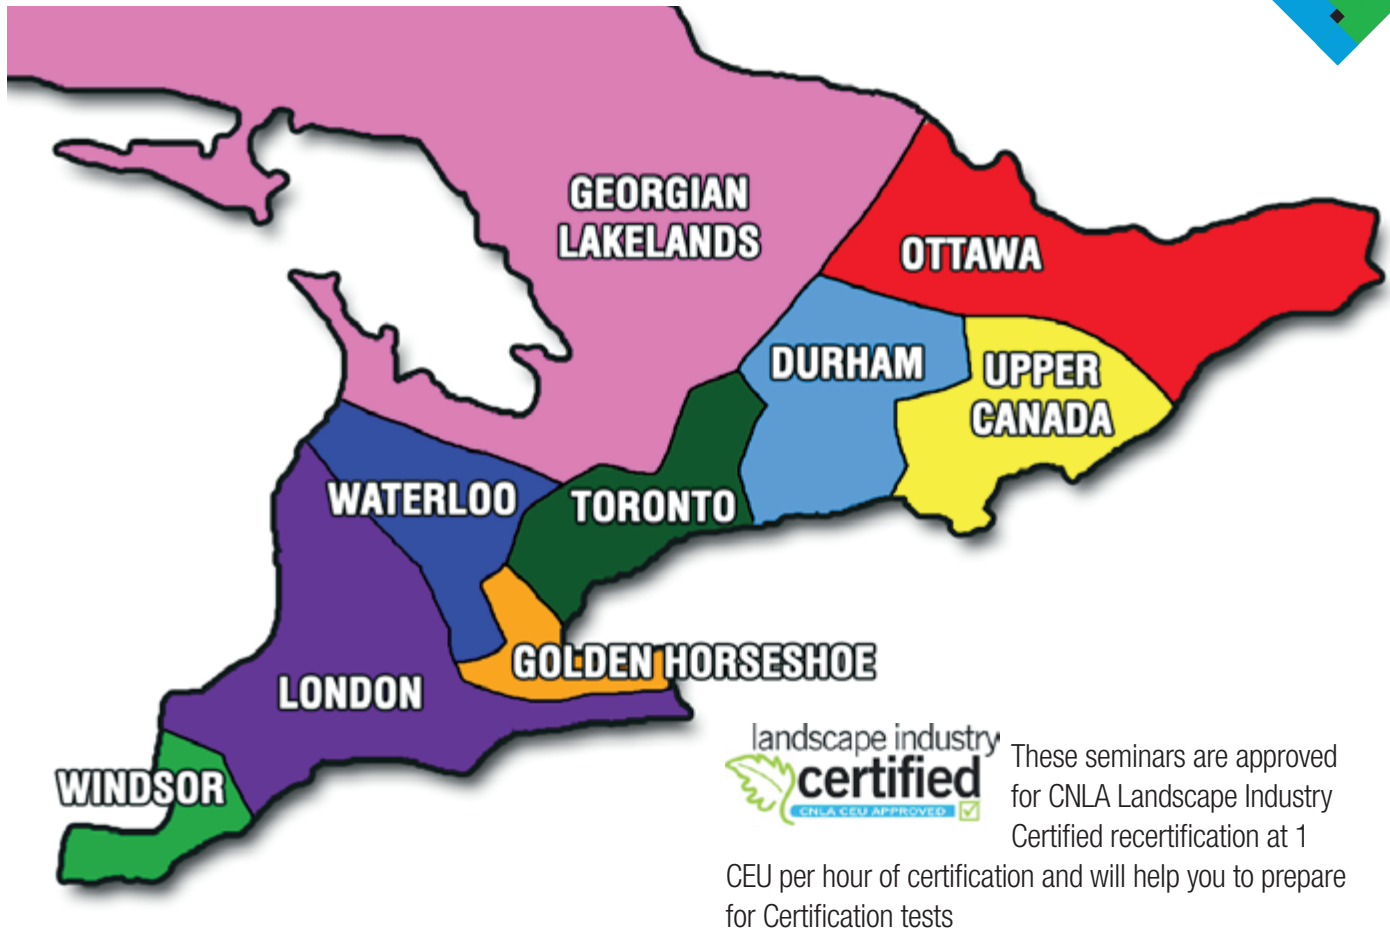 GEORGIAN
LAKELANDS
OTTAWA
DURHAM
UPPER
CANADA
WATERLOO
TORONTO
GOLDEN HORSESHOE
LONDON
WINDSOR
landscape industry
certified
CNLA CEU APPROVED
These seminars are approved
for CNLA Landscape Industry
Certified recertification at 1
CEU per hour of certification and will help you to prepare
for Certification tests